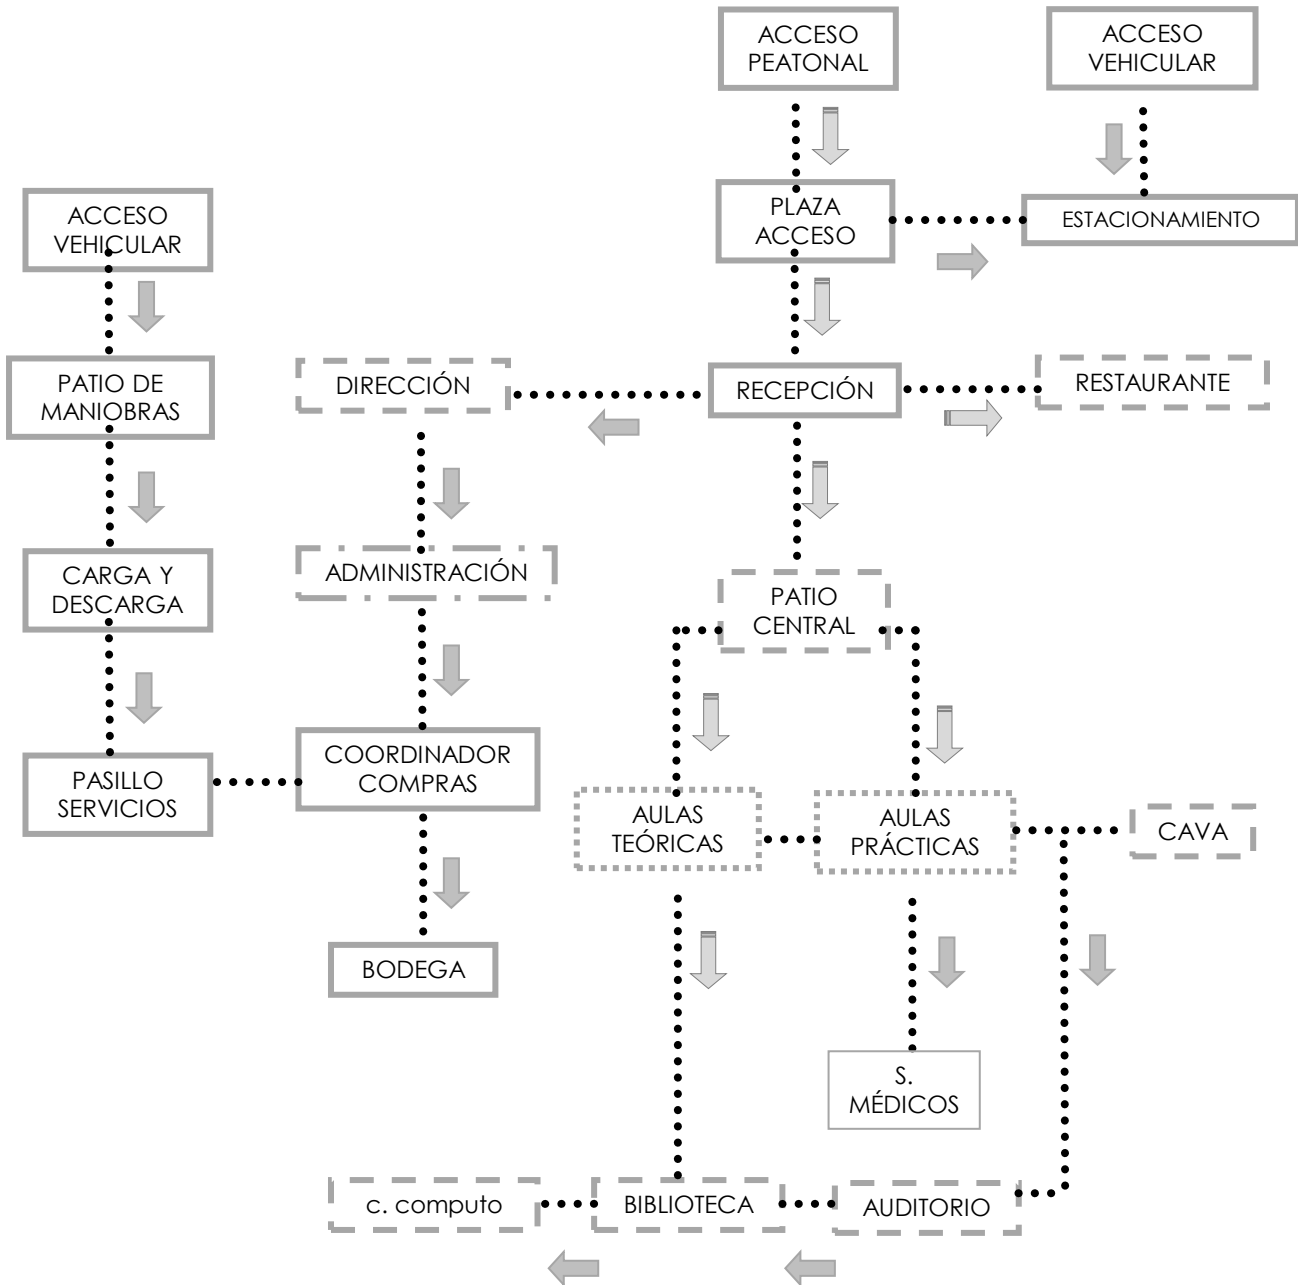 ACCESO
PEATONAL
ACCESO
VEHICULAR
ACCESO
VEHICULAR
PLAZA
ACCESO
ESTACIONAMIENTO
PATIO DE
MANIOBRAS
DIRECCIÓN
RECEPCIÓN
RESTAURANTE
CARGA Y
DESCARGA
ADMINISTRACIÓN
PATIO
CENTRAL
PASILLO
SERVICIOS
COORDINADOR
COMPRAS
AULAS
TEÓRICAS
AULAS
PRÁCTICAS
CAVA
BODEGA
S.
MÉDICOS
c. computo
BIBLIOTECA
AUDITORIO